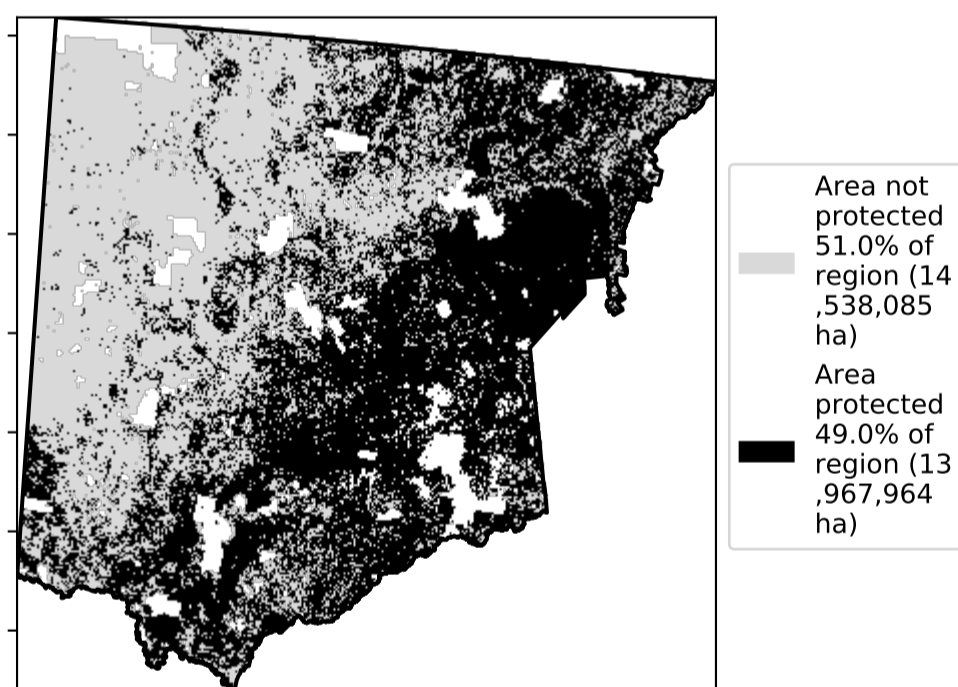 Area not
protected
51.0% of
region (14
,538,085
ha)
Area
protected
49.0% of
region (13
,967,964
ha)